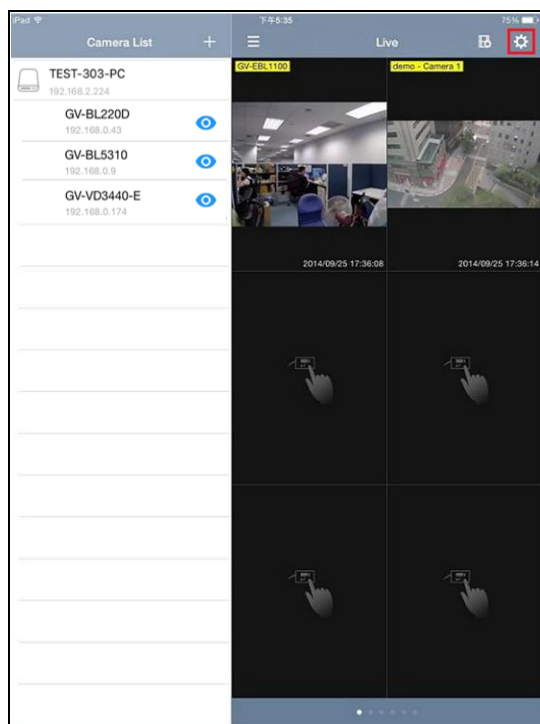 iPad 下午5:35 75%
Camera List + Live
TEST-303-PC
192.168.2.224
GV-BL220D
192.168.0.43
GV-BL5310
192.168.0.9
GV-VD3440-E
192.168.0.174
GV-EBL1100
demo - Camera 1
2014/09/25 17:36:08
2014/09/25 17:36:14